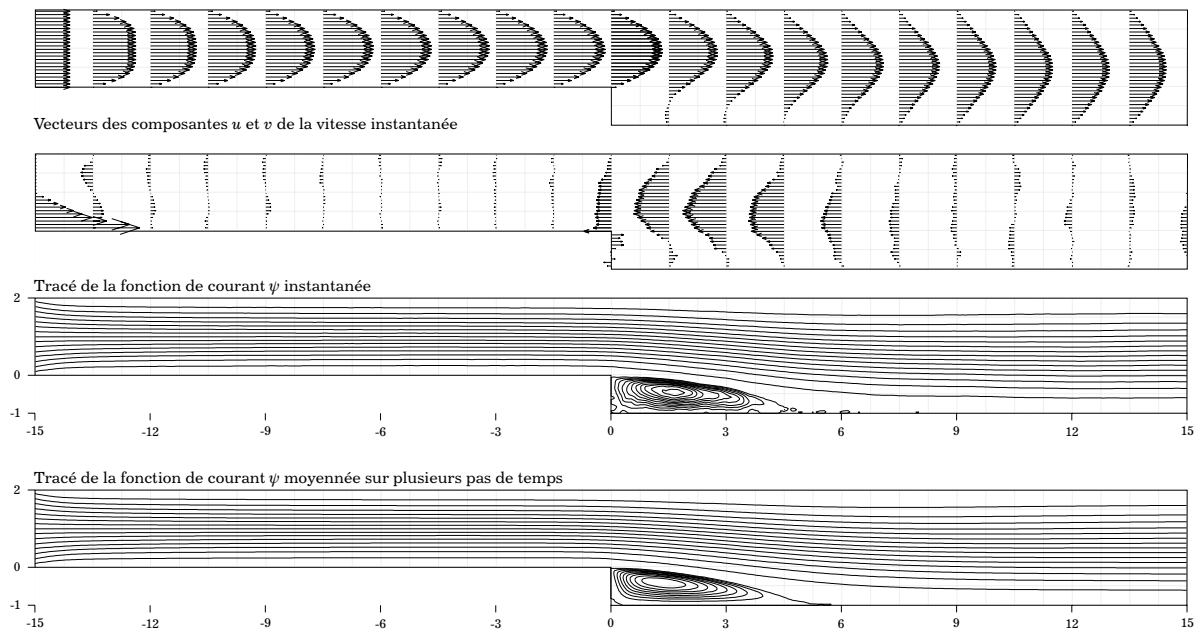 Vecteurs des composantes u et v de la vitesse instantanée
Tracé de la fonction de courant ψ instantanée
2
0
-1
-15 -12 -9 -6 -3 0 3 6 9 12 15
Tracé de la fonction de courant ψ moyennée sur plusieurs pas de temps
2
0
-1
-15 -12 -9 -6 -3 0 3 6 9 12 15